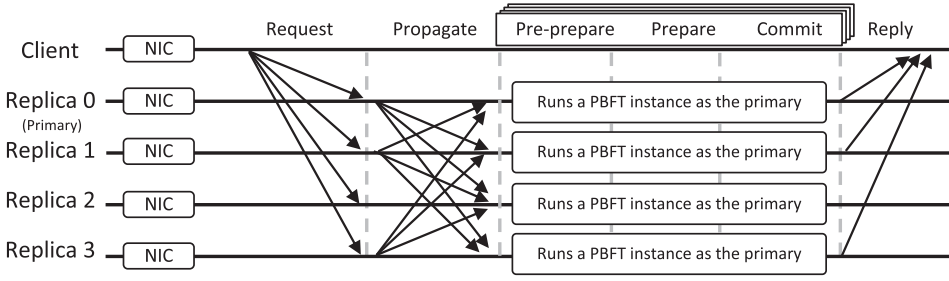 Request Propagate Pre-prepare Prepare Commit Reply
Client NIC
Replica 0 NIC Runs a PBFT instance as the primary
(Primary)
Replica 1 NIC Runs a PBFT instance as the primary
Replica 2 NIC Runs a PBFT instance as the primary
Replica 3 NIC Runs a PBFT instance as the primary